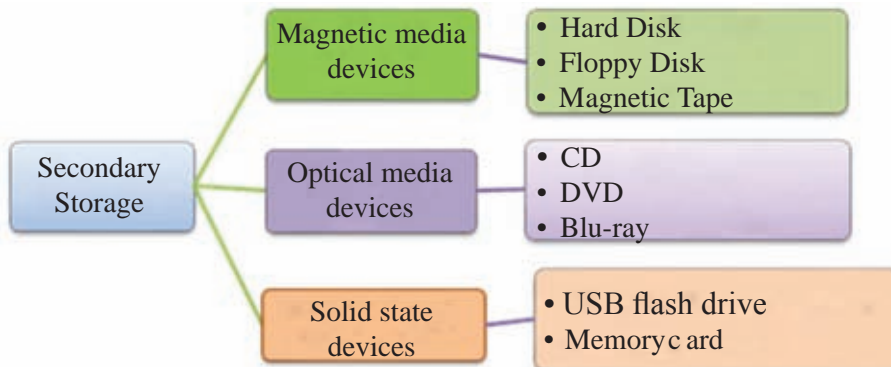 Secondary
Storage
Magnetic media
devices
• Hard Disk
• Floppy Disk
• Magnetic Tape
Optical media
devices
• CD
• DVD
• Blu-ray
Solid state
devices
• USB flash drive
• Memoryc ard